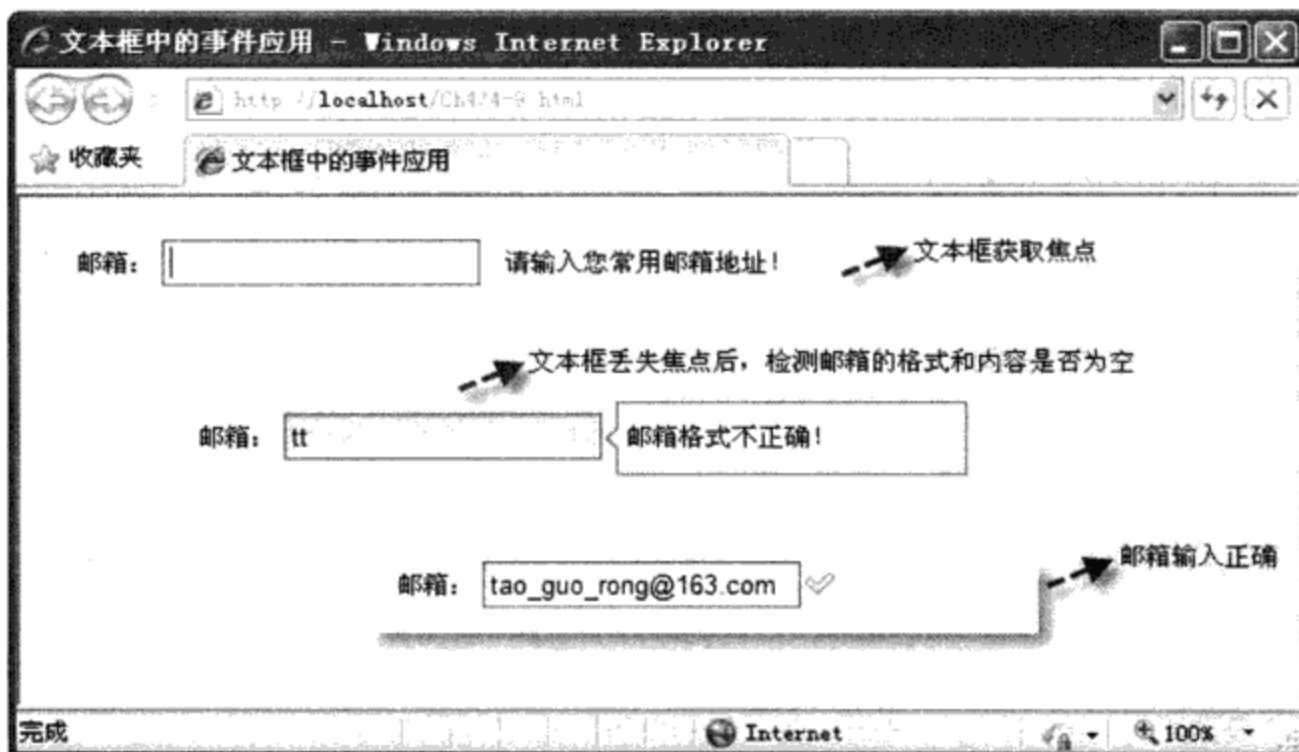 文本框中的事件应用 - Windows Internet Explorer
http://localhost/Ch4/4-9.html
收藏夹
文本框中的事件应用
邮箱：
请输入您常用邮箱地址！
文本框获取焦点
文本框丢失焦点后，检测邮箱的格式和内容是否为空
邮箱：
tt
邮箱格式不正确！
邮箱输入正确
邮箱：
tao_guo_rong@163.com
完成
Internet
100%